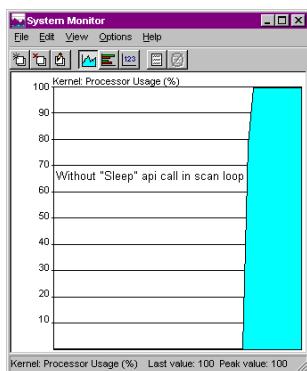 System Monitor
File Edit View Options Help
123
Kernel: Processor Usage (%)
100
90
80
70
Without "Sleep" api call in scan loop
60
50
40
30
20
10
Kernel: Processor Usage (%) Last value: 100 Peak value: 100